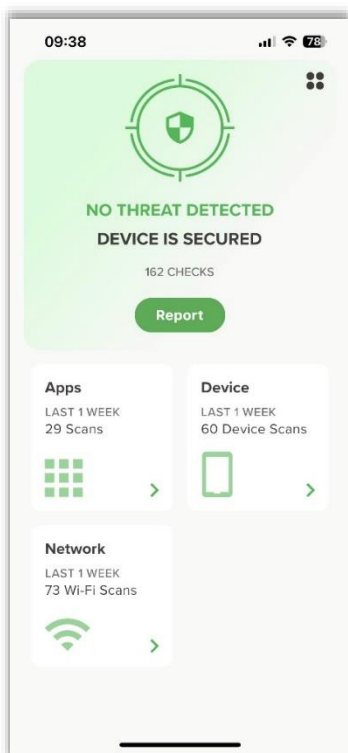 09:38
78
NO THREAT DETECTED
DEVICE IS SECURED
162 CHECKS
Report
Apps
LAST 1 WEEK
29 Scans
Device
LAST 1 WEEK
60 Device Scans
Network
LAST 1 WEEK
73 Wi-Fi Scans